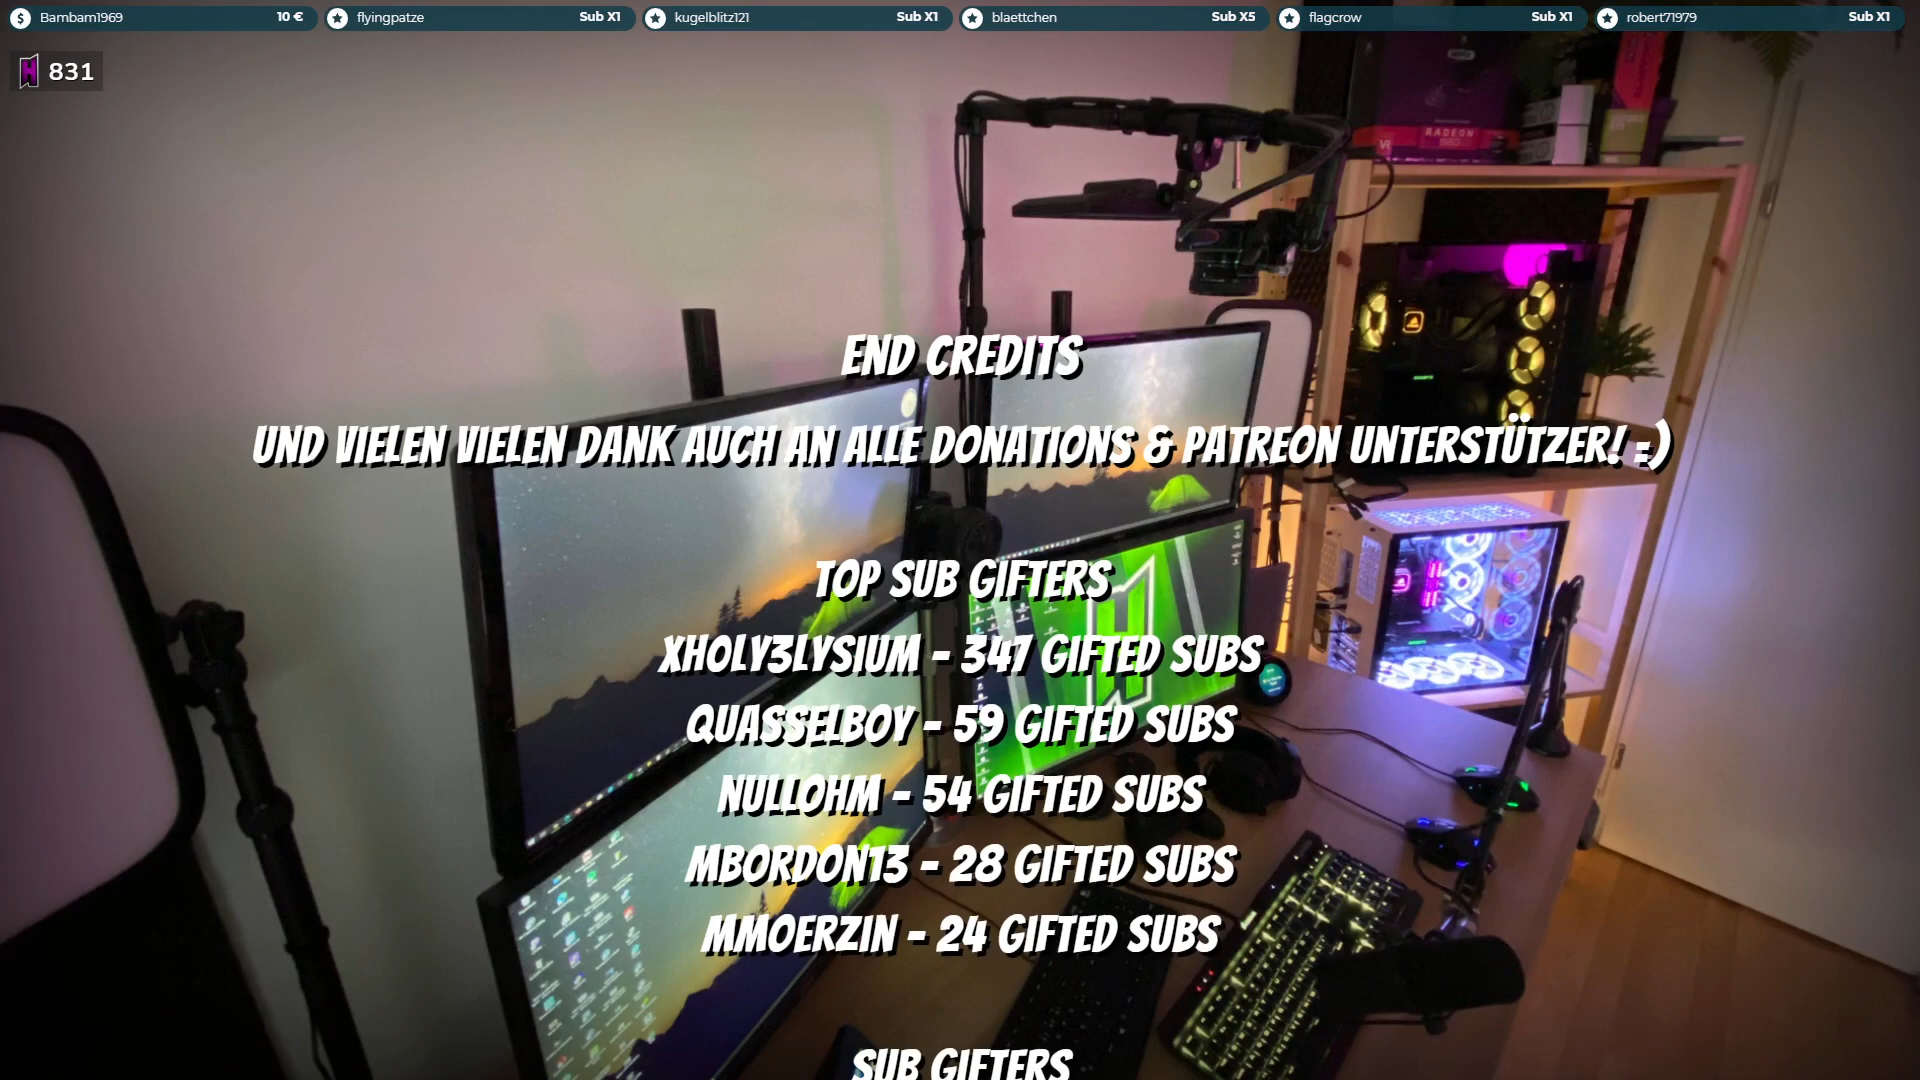 Bambam1969 10 €
flyingpatze Sub X1
kugelblitz121 Sub X1
blaettchen Sub X5
flagcrow Sub X1
robert71979 Sub X1
831
RADEON
VR
END CREDITS
UND VIELEN VIELEN DANK AUCH AN ALLE DONATIONS & PATREON UNTERSTÜTZER! =)
TOP SUB GIFTERS
XHOLY3LYSIUM - 347 GIFTED SUBS
QUASSELBOY - 59 GIFTED SUBS
NULLOHM - 54 GIFTED SUBS
MBORDON13 - 28 GIFTED SUBS
MMOERZIN - 24 GIFTED SUBS
SUB GIFTERS